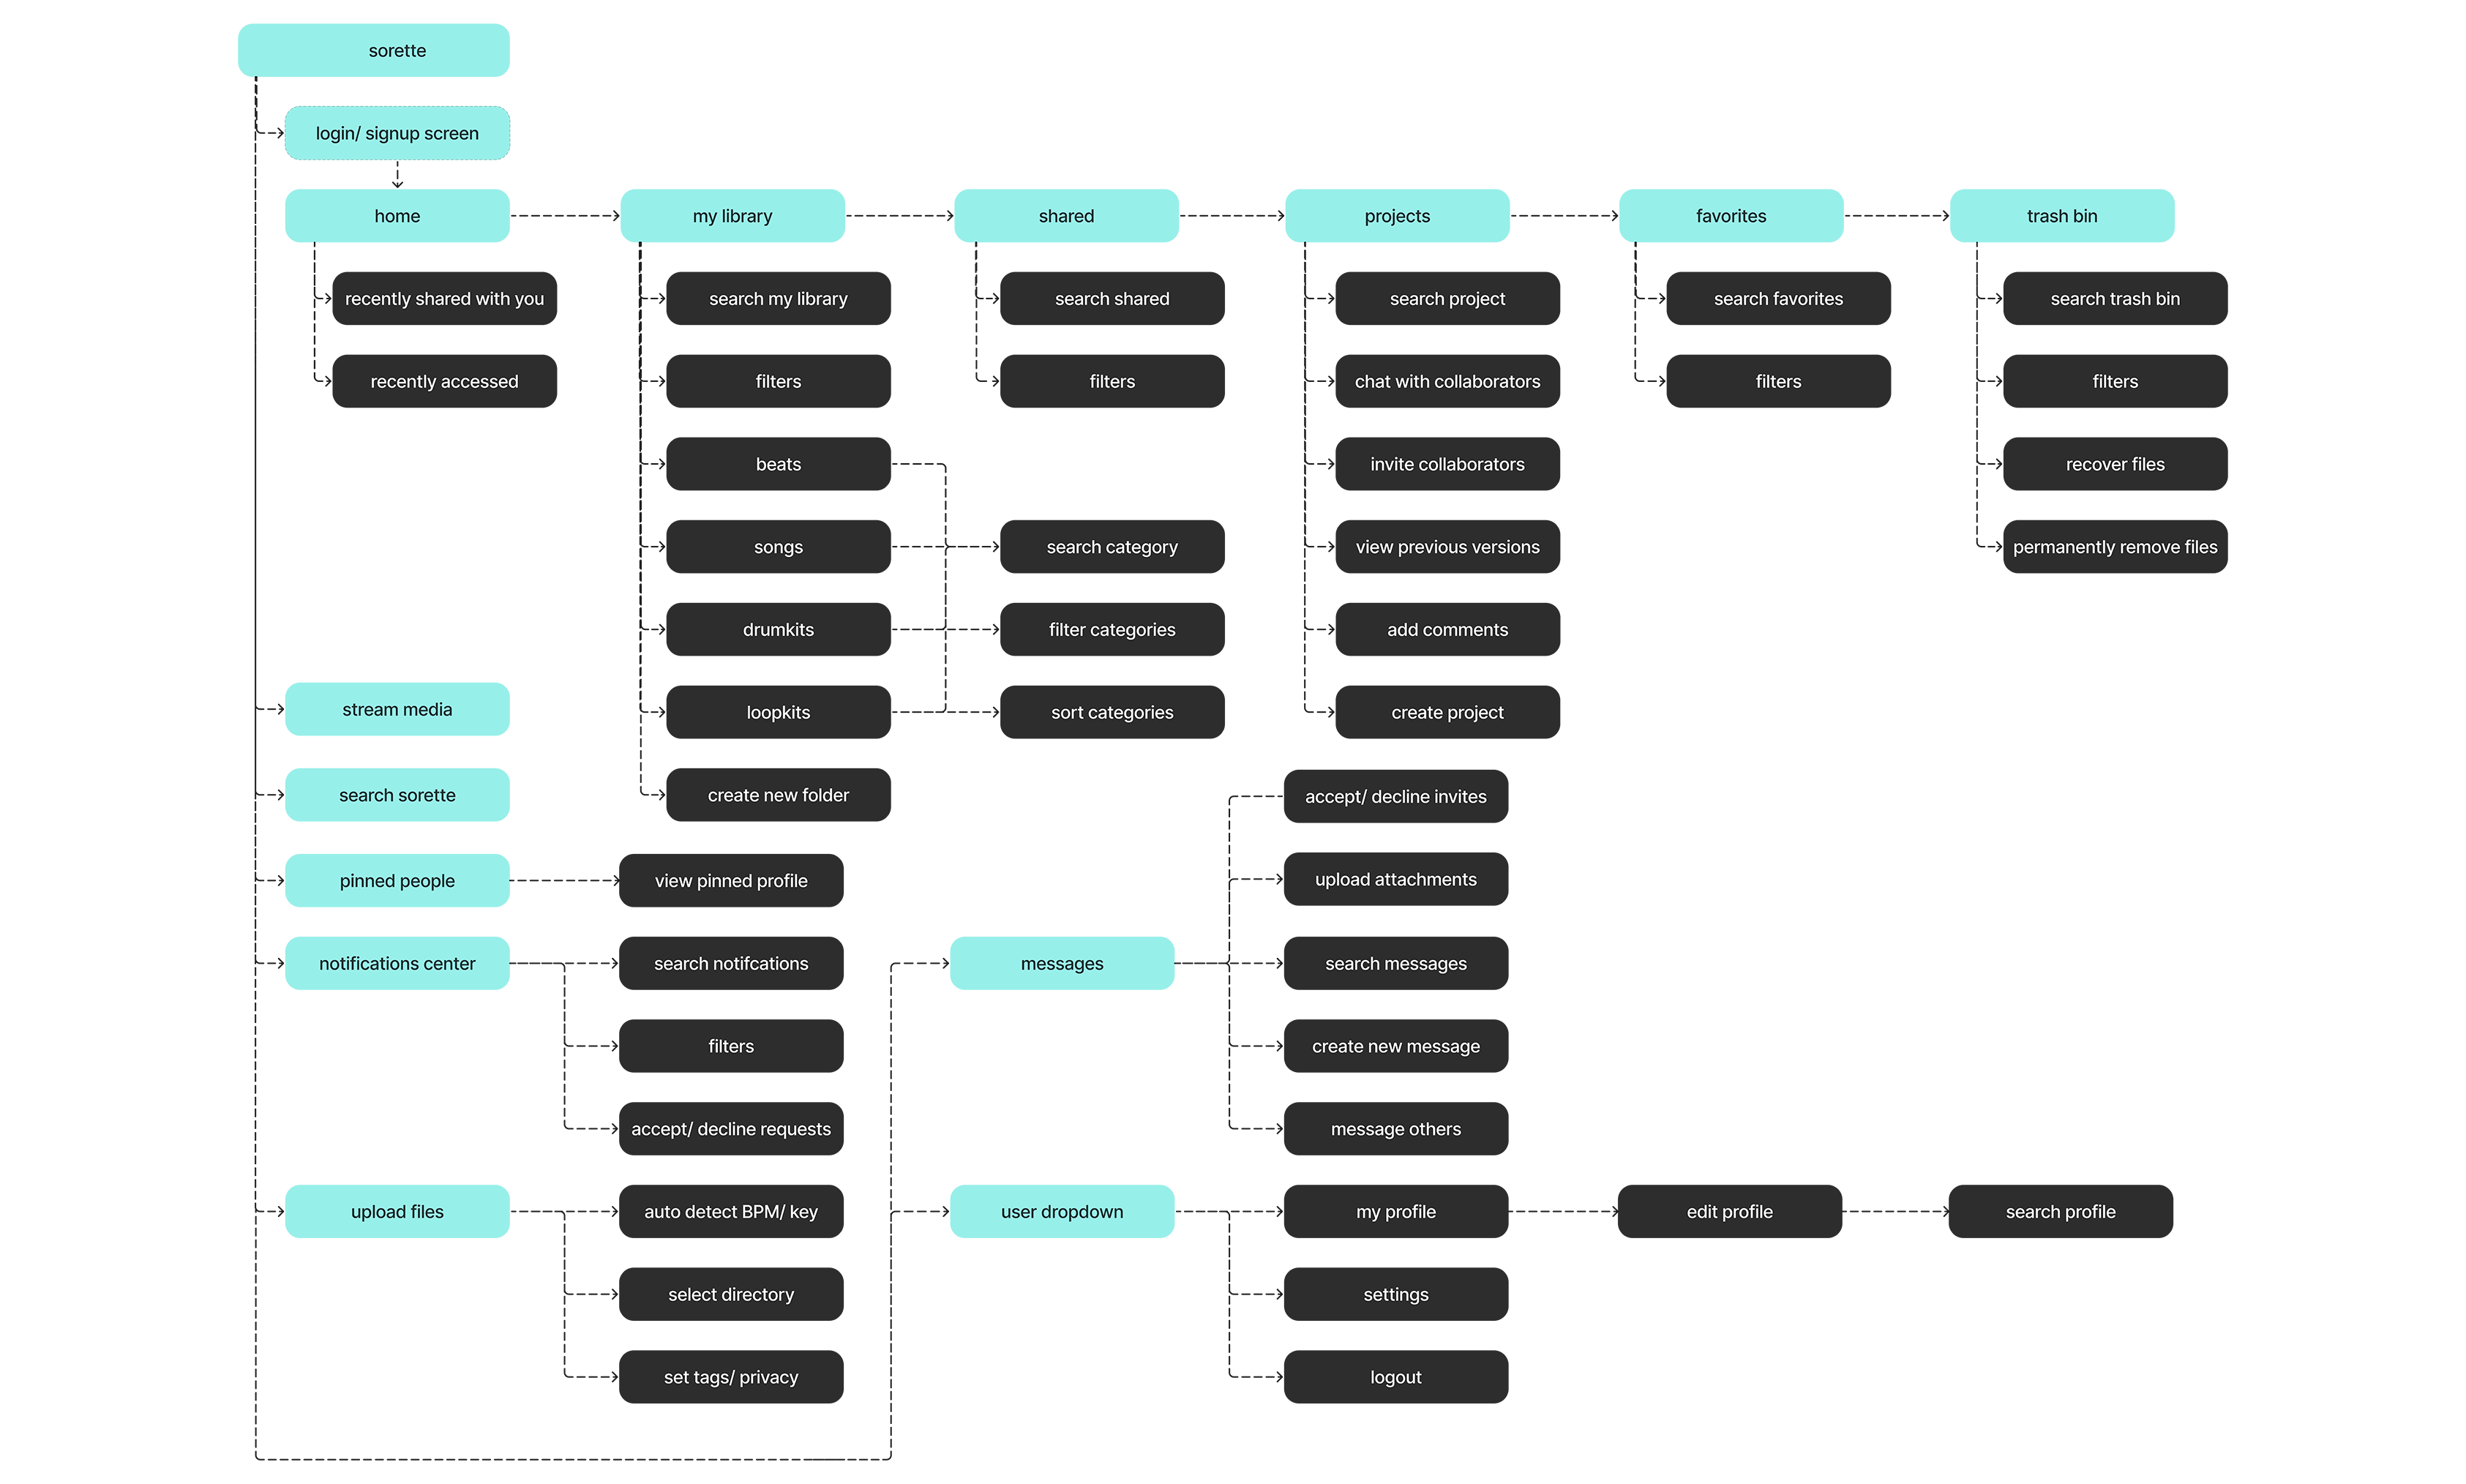 sorette
login/ signup screen
home
my library
shared
projects
favorites
trash bin
recently shared with you
search my library
search shared
search project
search favorites
search trash bin
recently accessed
filters
filters
chat with collaborators
filters
filters
beats
invite collaborators
recover files
songs
search category
view previous versions
permanently remove files
drumkits
filter categories
add comments
stream media
loopkits
sort categories
create project
search sorette
create new folder
accept/ decline invites
pinned people
view pinned profile
upload attachments
notifications center
search notifcations
messages
search messages
filters
create new message
accept/ decline requests
message others
upload files
auto detect BPM/ key
user dropdown
my profile
edit profile
search profile
select directory
settings
set tags/ privacy
logout